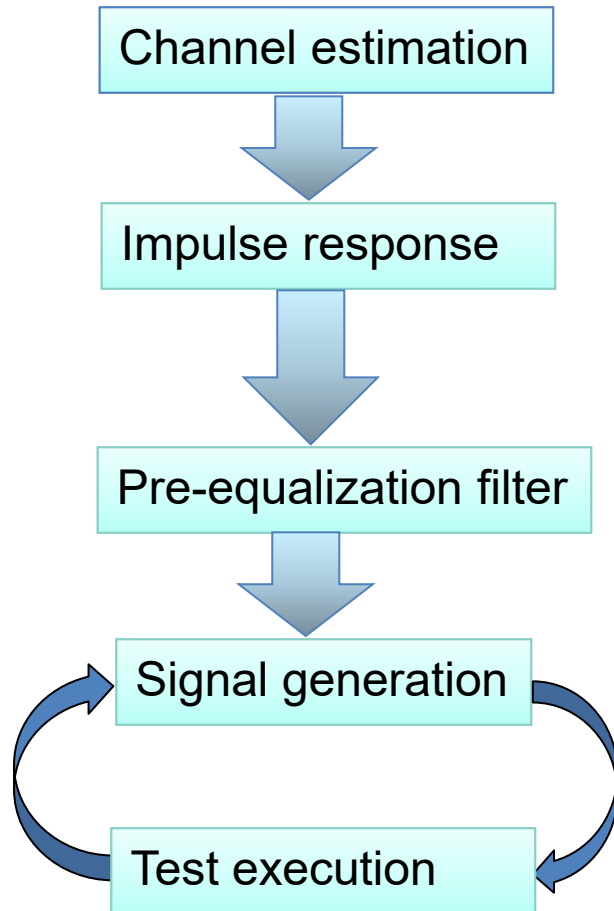 Channel estimation
Impulse response
Pre-equalization filter
Signal generation
Test execution